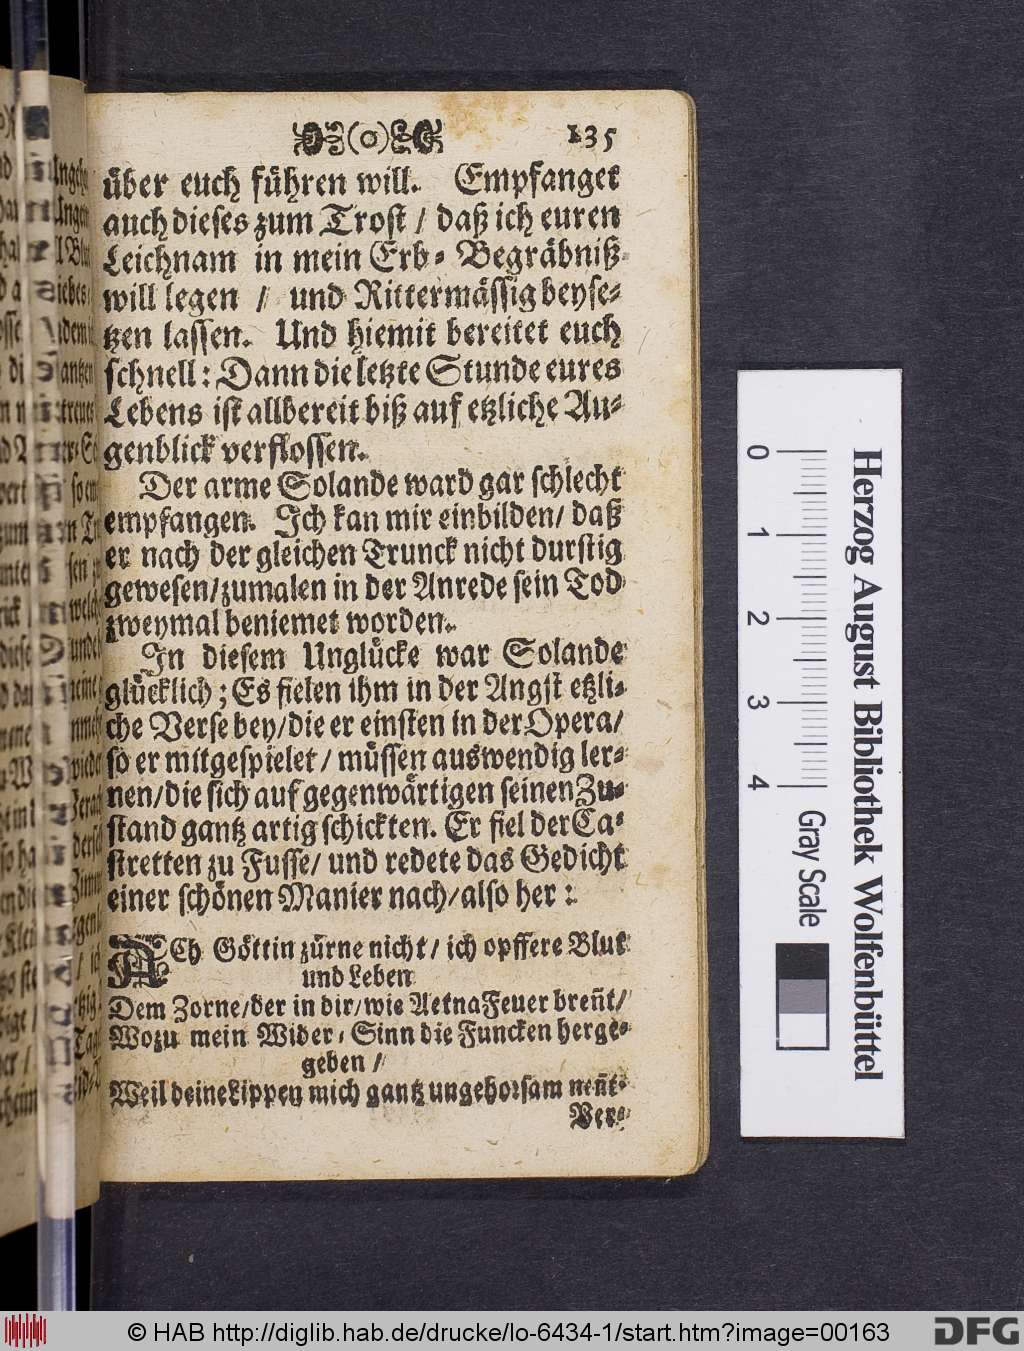 (o) 135
über euch führen will. Empfanget
auch dieses zum Trost / daß ich euren
Leichnam in mein Erb-Begräbniß
will legen / und Rittermässig beyse-
tzen lassen. Und hiemit bereitet euch
schnell: Dann die letzte Stunde eures
Lebens ist allbereit biß auf etzliche Au-
genblick verflossen.
Der arme Solande ward gar schlecht
empfangen. Ich kan mir einbilden/ daß
er nach der gleichen Trunck nicht durstig
gewesen/zumalen in der Anrede sein Tod
zweymal beniemet worden.
In diesem Unglücke war Solande
glücklich; Es fielen ihm in der Angst etzli-
che Verse bey/die er einsten in der Opera/
so er mitgespielet / müssen auswendig ler-
nen/die sich auf gegenwärtigen seinen Zu-
stand gantz artig schickten. Er fiel der Ca-
stretten zu Fusse/ und redete das Gedicht
einer schönen Manier nach/also her:
ACh Göttin zürne nicht/ ich opffere Blut
und Leben
Dem Zorne/der in dir/wie Aetna Feuer breñt/
Wozu mein Wider-Sinn die Funcken herge-
geben /
Weil deine Lippen mich gantz ungehorsam neñt-
Ver-
Herzog August Bibliothek Wolfenbüttel
0 1 2 3 4
Gray Scale
© HAB http://diglib.hab.de/drucke/lo-6434-1/start.htm?image=00163
DFG